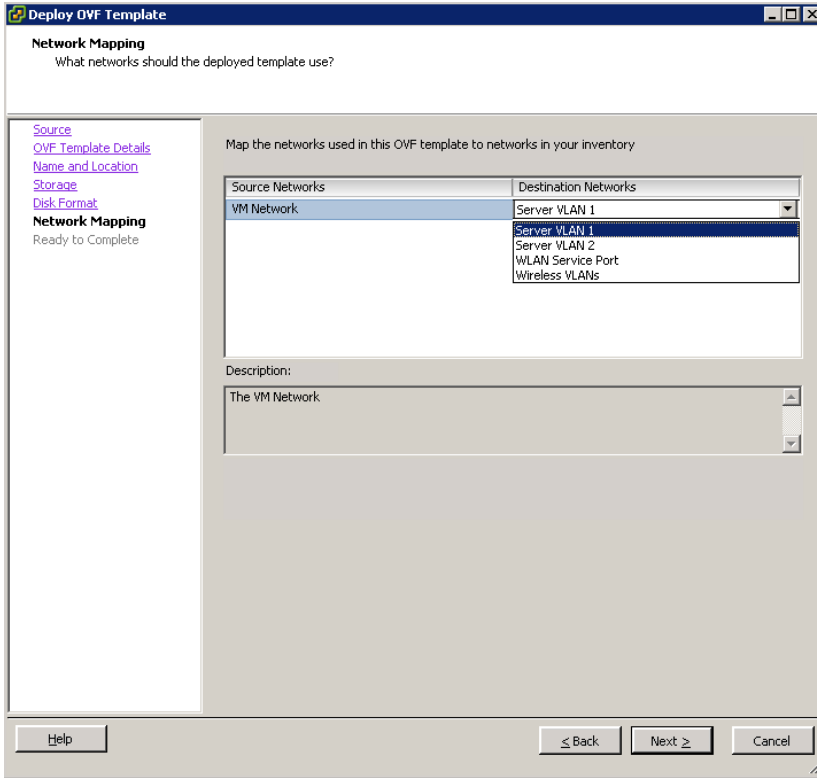 Deploy OVF Template
Network Mapping
What networks should the deployed template use?
Source
OVF Template Details
Name and Location
Storage
Disk Format
Network Mapping
Ready to Complete
Map the networks used in this OVF template to networks in your inventory
Source Networks Destination Networks
VM Network Server VLAN 1
Server VLAN 1
Server VLAN 2
WLAN Service Port
Wireless VLANs
Description:
The VM Network
Help ≤ Back Next ≥ Cancel